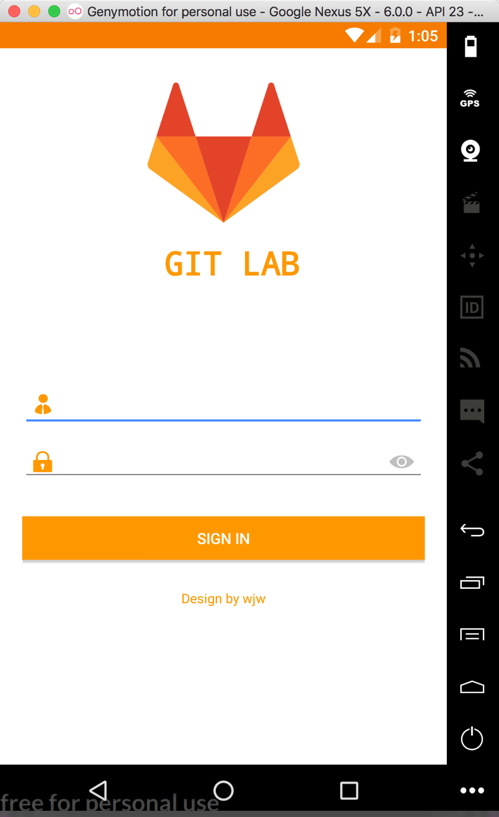 Genymotion for personal use - Google Nexus 5X - 6.0.0 - API 23 -...
1:05
GPS
GIT LAB
ID
SIGN IN
Design by wjw
free for personal use